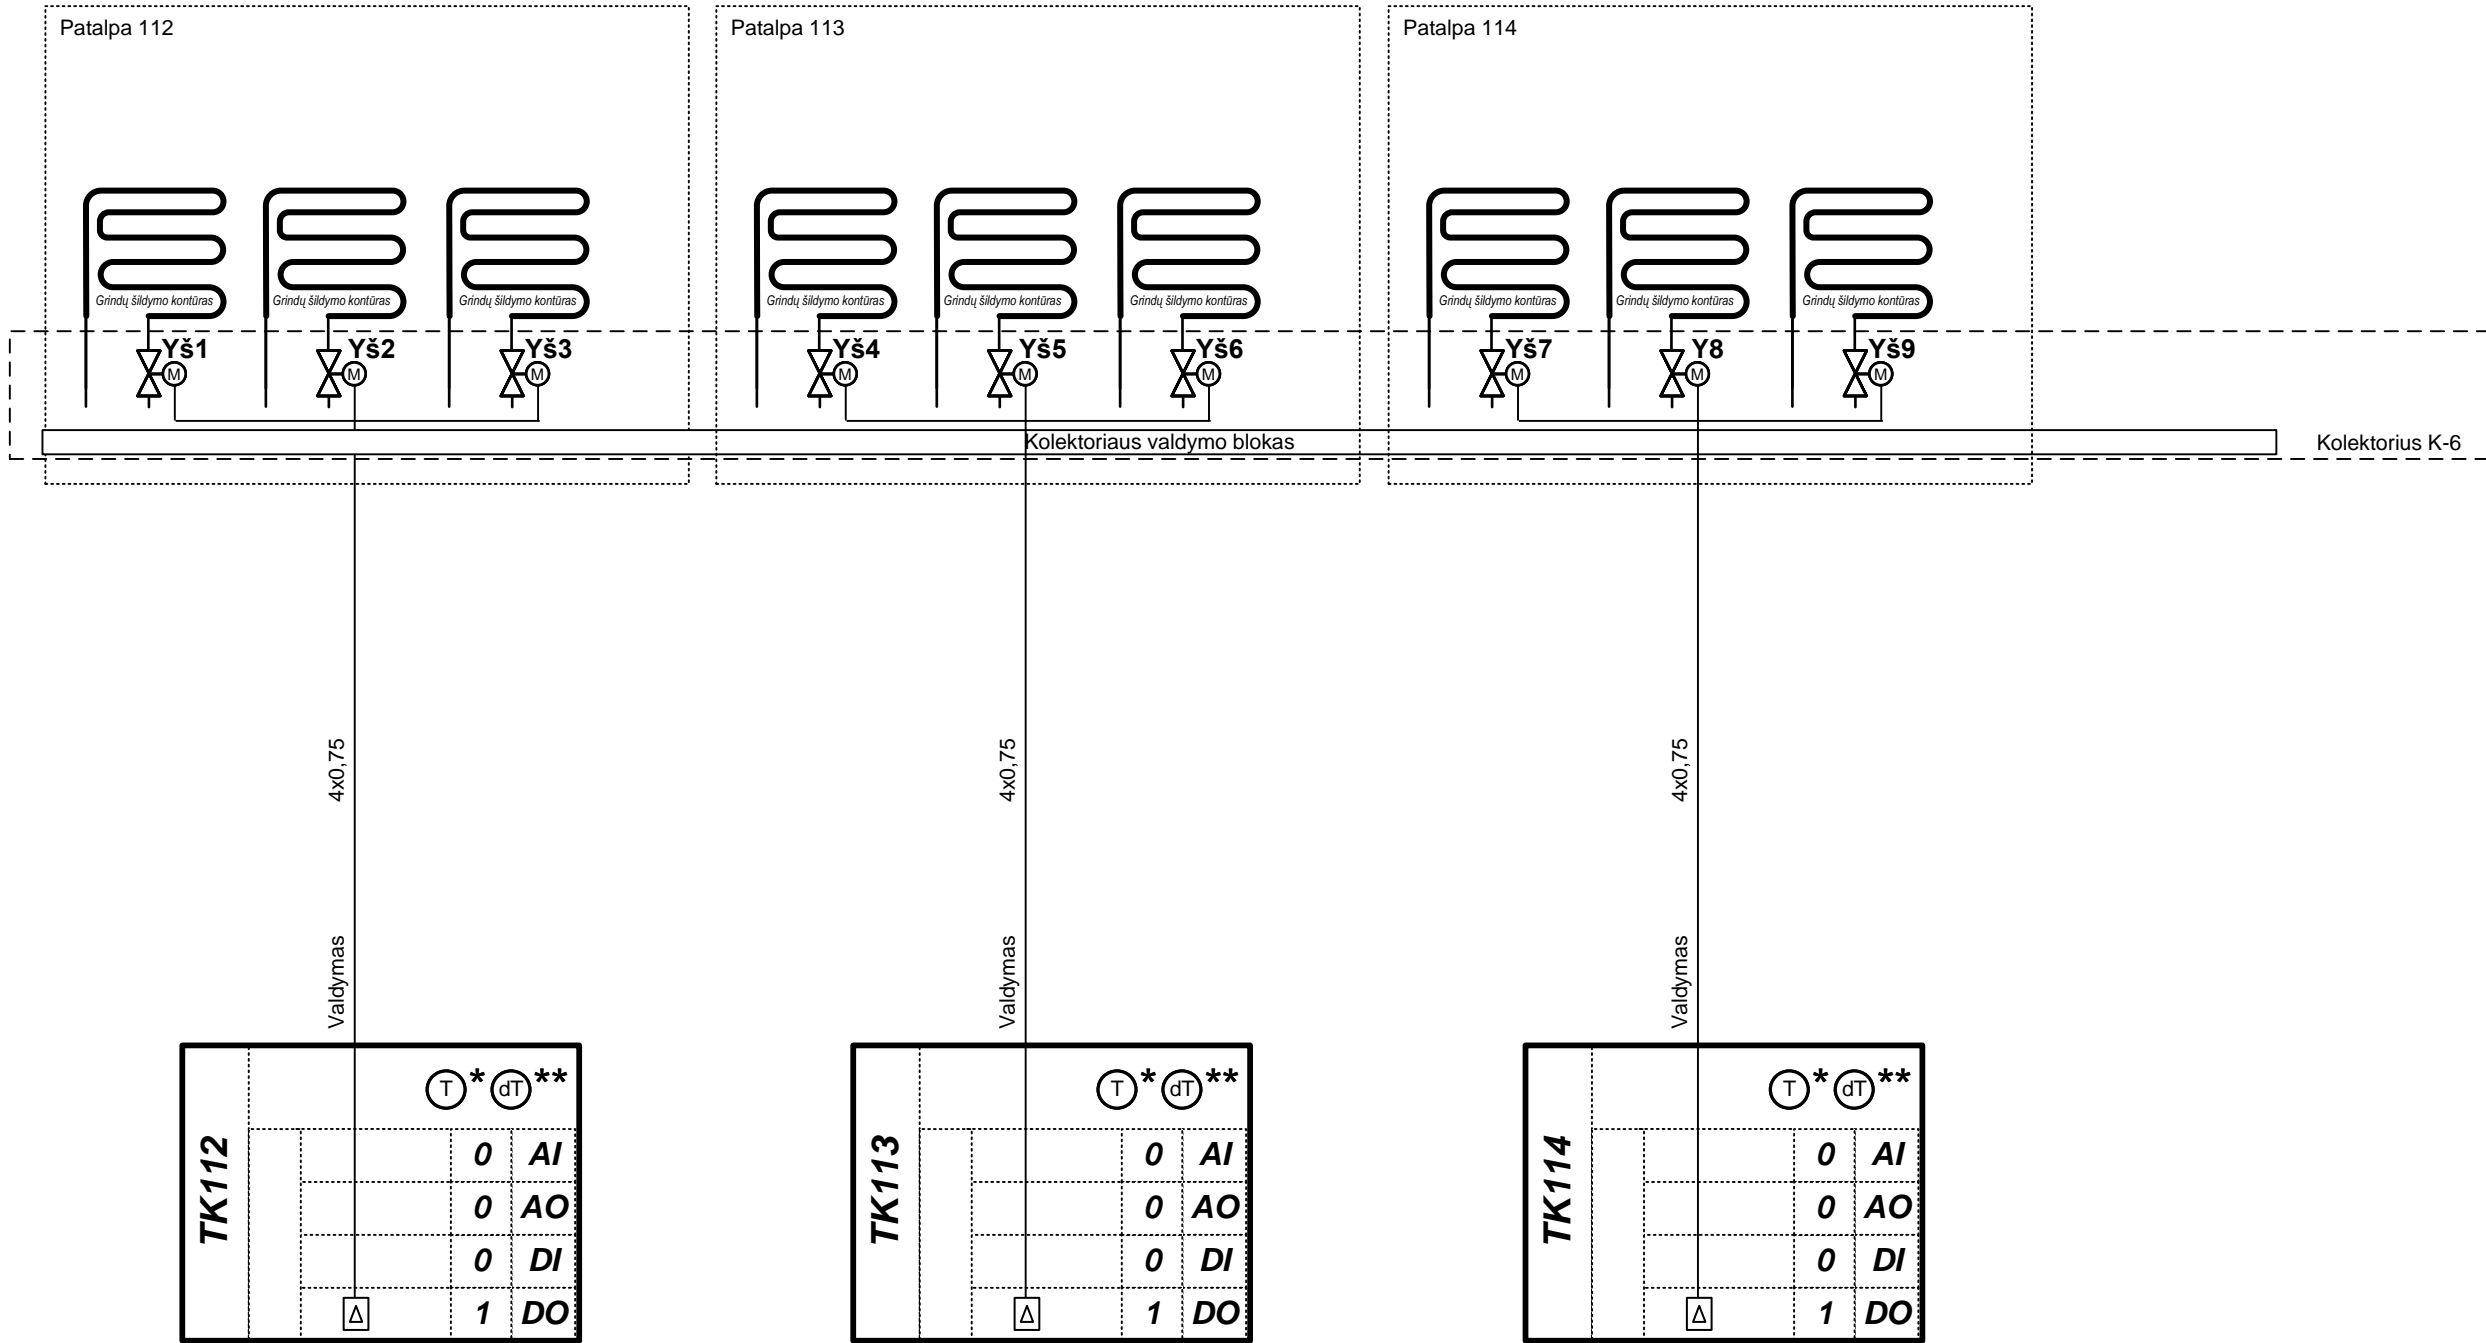 Patalpa 112
Patalpa 113
Patalpa 114
Grindų šildymo kontūras
Grindų šildymo kontūras
Grindų šildymo kontūras
Grindų šildymo kontūras
Grindų šildymo kontūras
Grindų šildymo kontūras
Grindų šildymo kontūras
Grindų šildymo kontūras
Grindų šildymo kontūras
Yš1
Yš2
Yš3
Yš4
Yš5
Yš6
Yš7
Y8
Yš9
M
M
M
M
M
M
M
M
M
Kolektoriaus valdymo blokas
Kolektorius K-6
4x0,75
4x0,75
4x0,75
Valdymas
Valdymas
Valdymas
TK112
T * dT **
0 AI
0 AO
0 DI
Δ 1 DO
TK113
T * dT **
0 AI
0 AO
0 DI
Δ 1 DO
TK114
T * dT **
0 AI
0 AO
0 DI
Δ 1 DO